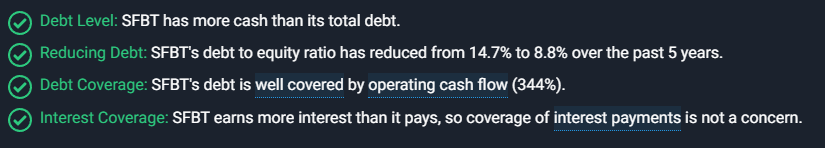 Debt Level: SFBT has more cash than its total debt.
Reducing Debt: SFBT's debt to equity ratio has reduced from 14.7% to 8.8% over the past 5 years.
Debt Coverage: SFBT's debt is well covered by operating cash flow (344%).
Interest Coverage: SFBT earns more interest than it pays, so coverage of interest payments is not a concern.